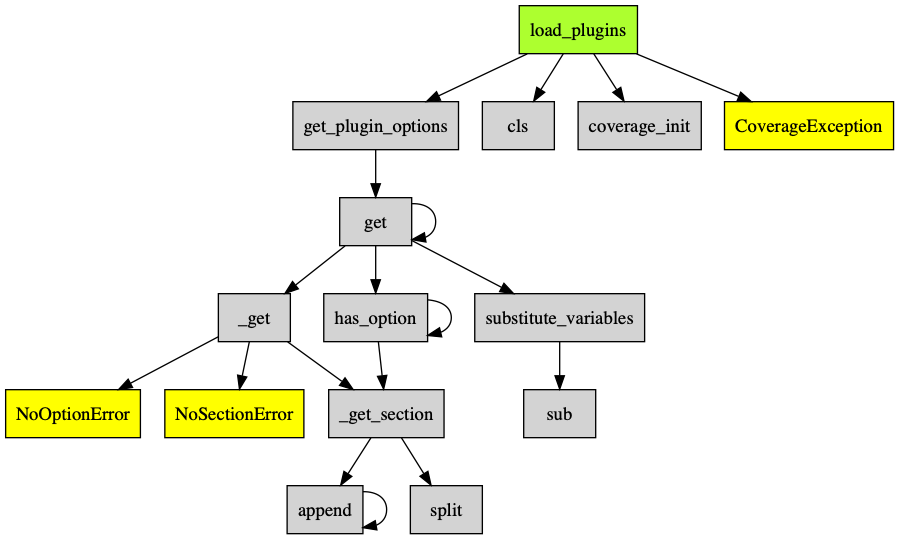 load_plugins
get_plugin_options
cls
coverage_init
CoverageException
get
_get
has_option
substitute_variables
NoOptionError
NoSectionError
_get_section
sub
append
split